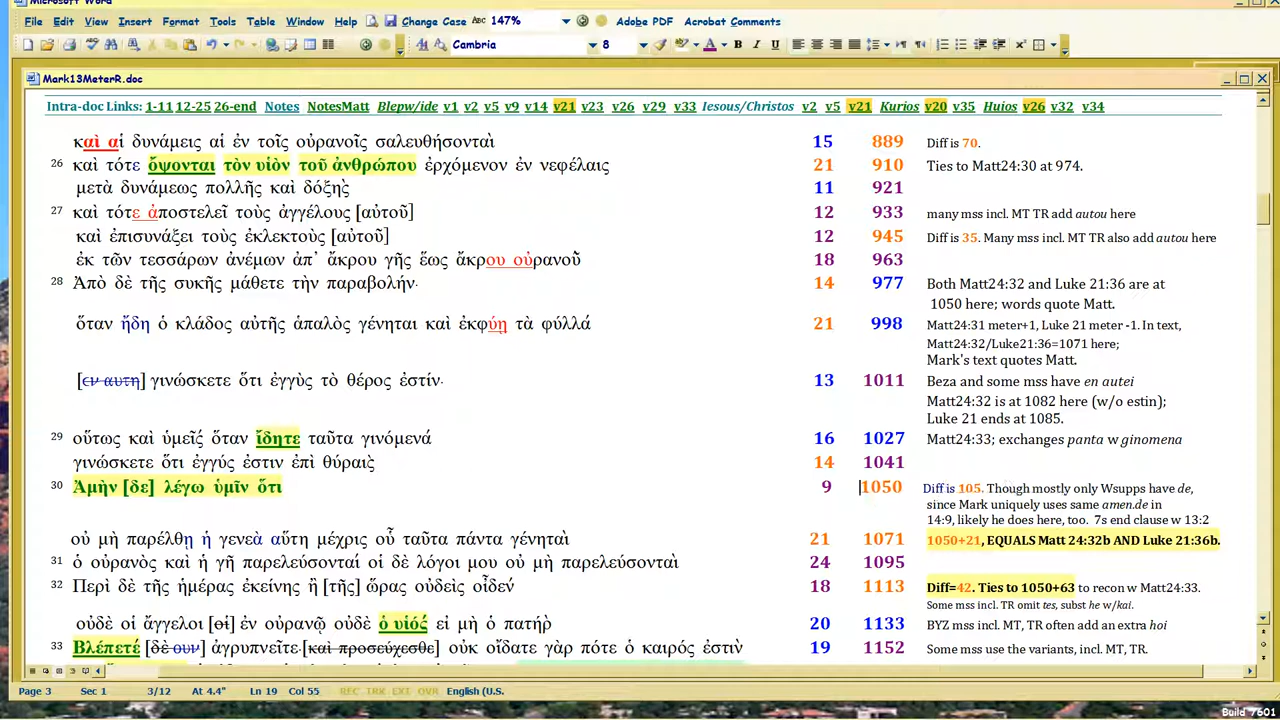 Microsoft Word
File Edit View Insert Format Tools Table Window Help Change Case 147% Adobe PDF Acrobat Comments
Cambria 8
Mark13MeterR.doc
Intra-doc Links: 1-11 12-25 26-end Notes NotesMatt Blepw/ide v1 v2 v5 v9 v14 v21 v23 v26 v29 v33 Iesous/Christos v2 v5 v21 Kurios v20 v35 Huios v26 v32 v34
καὶ αἱ δυνάμεις αἱ ἐν τοῖς οὐρανοῖς σαλευθήσονταὶ 15 889 Diff is 70.
26 καὶ τότε ὄψονται τὸν υἱὸν τοῦ ἀνθρώπου ἐρχόμενον ἐν νεφέλαις 21 910 Ties to Matt24:30 at 974.
μετὰ δυνάμεως πολλῆς καὶ δόξης̀ 11 921
27 καὶ τότε ἀποστελεῖ τοὺς ἀγγέλους [αὐτοῦ] 12 933 many mss incl. MT TR add autou here
καὶ ἐπισυνάξει τοὺς ἐκλεκτοὺς [αὐτοῦ] 12 945 Diff is 35. Many mss incl. MT TR also add autou here
ἐκ τῶν τεσσάρων ἀνέμων ἀπ᾽ ἄκρου γῆς ἕως ἄκρου οὐρανοῦ 18 963
28 Ἀπὸ δὲ τῆς συκῆς μάθετε τὴν παραβολήν· 14 977 Both Matt24:32 and Luke 21:36 are at
1050 here; words quote Matt.
ὅταν ἤδη ὁ κλάδος αὐτῆς ἁπαλὸς γένηται καὶ ἐκφύῃ τὰ φύλλά 21 998 Matt24:31 meter+1, Luke 21 meter -1. In text,
Matt24:32/Luke21:36=1071 here;
Mark's text quotes Matt.
[εν αυτη] γινώσκετε ὅτι ἐγγὺς τὸ θέρος ἐστίν· 13 1011 Beza and some mss have en autei
Matt24:32 is at 1082 here (w/o estin);
Luke 21 ends at 1085.
29 οὕτως καὶ ὑμεῖς́ ὅταν ἴδητε ταῦτα γινόμενά 16 1027 Matt24:33; exchanges panta w ginomena
γινώσκετε ὅτι ἐγγύς ἐστιν ἐπὶ θύραις̀ 14 1041
30 Ἀμὴν [δε] λέγω ὑμῖν ὅτι 9 1050 Diff is 105. Though mostly only Wsupps have de,
since Mark uniquely uses same amen.de in
14:9, likely he does here, too. 7s end clause w 13:2
οὐ μὴ παρέλθῃ ἡ γενεὰ αὕτη μέχρις οὗ ταῦτα πάντα γένηταὶ 21 1071 1050+21, EQUALS Matt 24:32b AND Luke 21:36b.
31 ὁ οὐρανὸς καὶ ἡ γῆ παρελεύσονταί οἱ δὲ λόγοι μου οὐ μὴ παρελεύσονταὶ 24 1095
32 Περὶ δὲ τῆς ἡμέρας ἐκείνης ἢ [τῆς] ὥρας οὐδεὶς οἶδεν́ 18 1113 Diff=42. Ties to 1050+63 to recon w Matt24:33.
Some mss incl. TR omit tes, subst he w/kai.
οὐδὲ οἱ ἄγγελοι [οἱ] ἐν οὐρανῷ οὐδὲ ὁ υἱός́ εἰ μὴ ὁ πατήρ̀ 20 1133 BYZ mss incl MT, TR often add an extra hoi
33 Βλέπετέ [δὲ ουν] ἀγρυπνεῖτε [καὶ προσεύχεσθε] οὐκ οἴδατε γὰρ πότε ὁ καιρός ἐστὶν 19 1152 Some mss use the variants, incl. MT, TR.
Page 3 Sec 1 3/12 At 4.4" Ln 19 Col 55 REC TRK EXT OVR English (U.S.
Build 7601